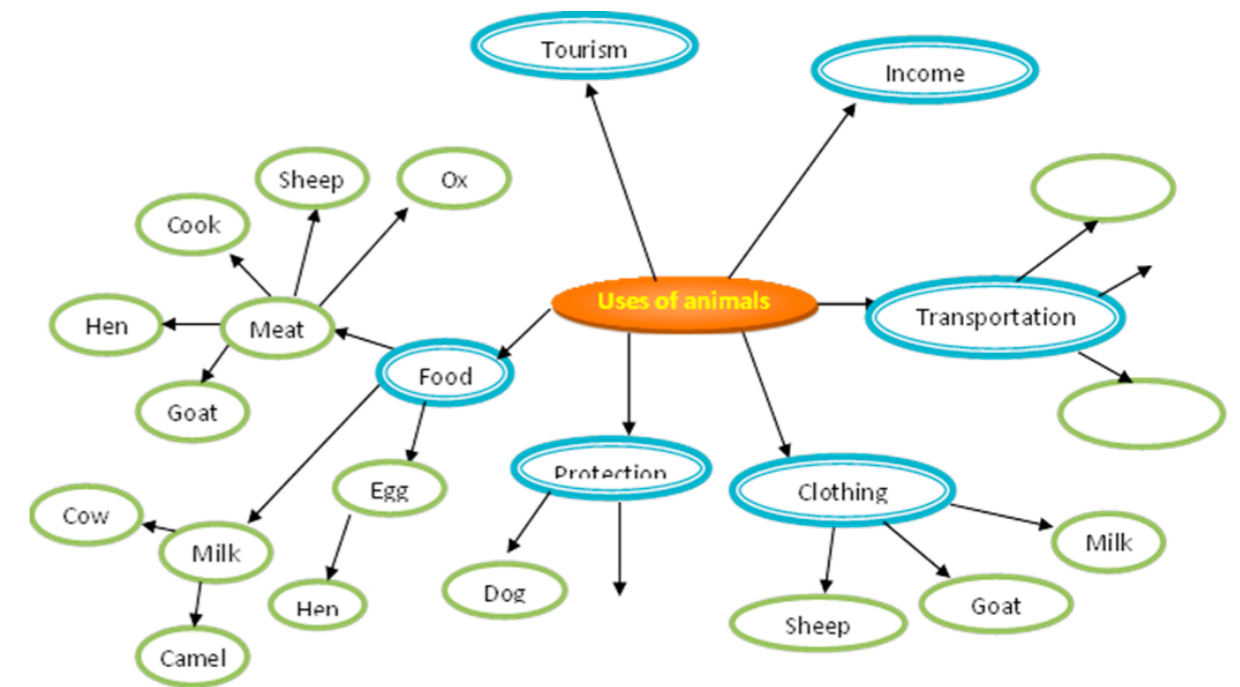 Tourism
Income
Sheep
Ox
Cook
Uses of animals
Transportation
Hen
Meat
Food
Goat
Protection
Clothing
Egg
Cow
Milk
Milk
Dog
Hen
Goat
Sheep
Camel